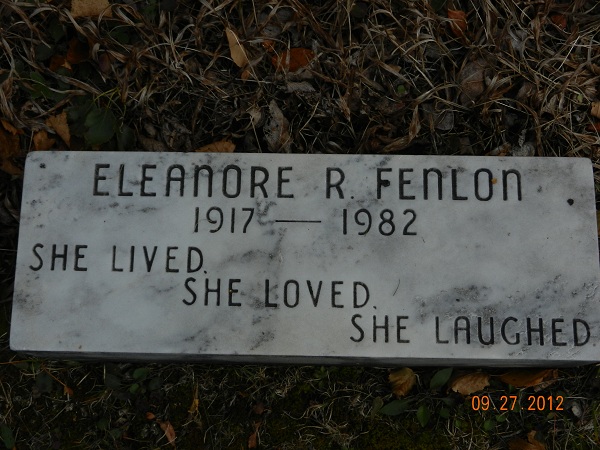 ELEANORE R. FENLON
1917 — 1982
SHE LIVED.
SHE LOVED.
SHE LAUGHED.
09.27.2012